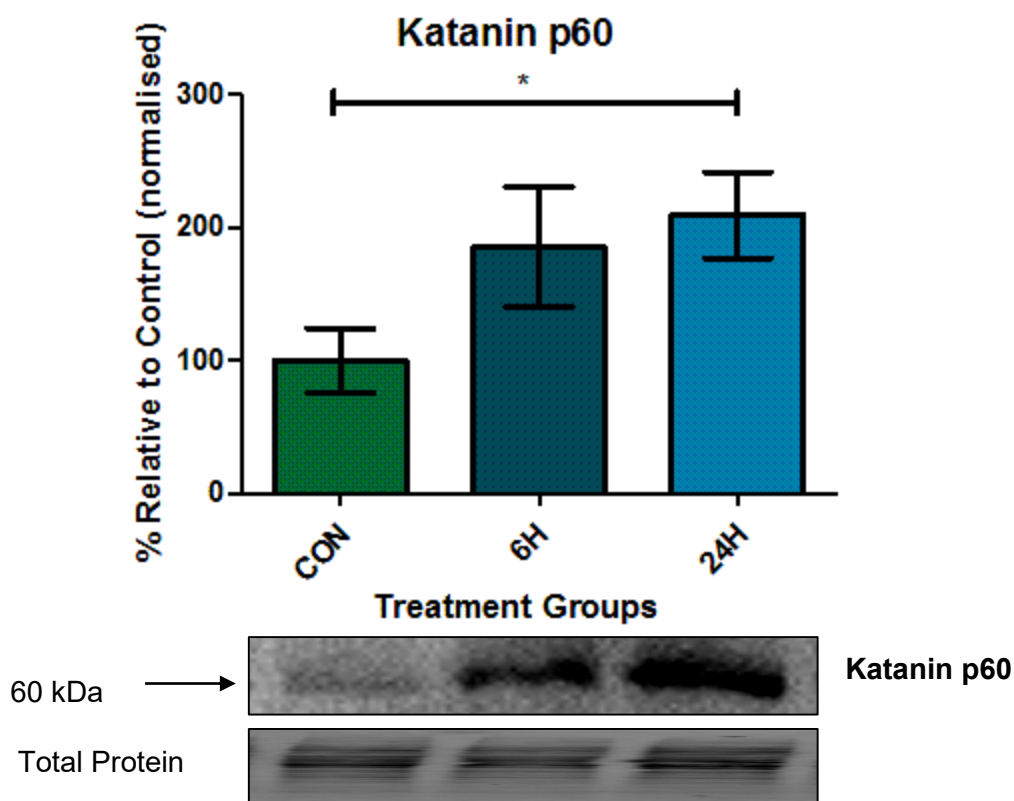 Katanin p60
*
% Relative to Control (normalised)
300
200
100
0
CON
6H
24H
Treatment Groups
60 kDa
Katanin p60
Total Protein